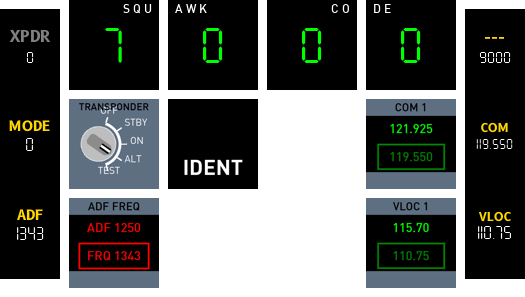 SQU AWK CO DE
XPDR
0
7 0 0 0
---
9000
TRANSPONDER
OFF
STBY
ON
ALT
TEST
IDENT
COM 1
121.925
119.550
MODE
0
COM
119.550
ADF FREQ
ADF 1250
FRQ 1343
VLOC 1
115.70
110.75
ADF
1343
VLOC
110.75